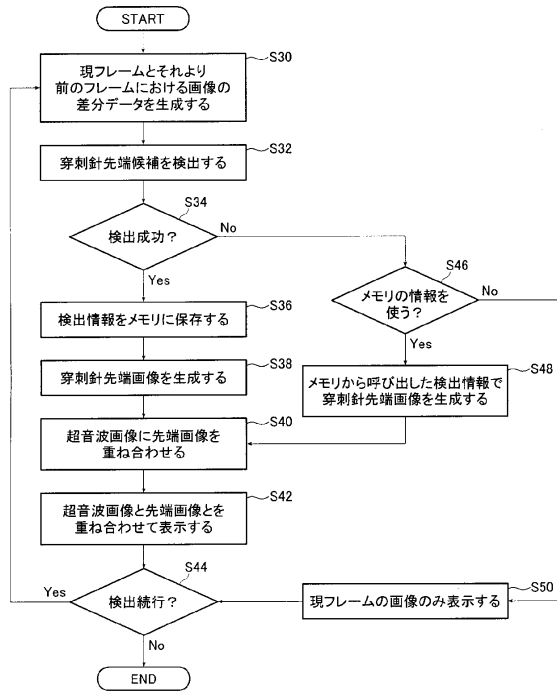 START
S30
現フレームとそれより
前のフレームにおける画像の
差分データを生成する
S32
穿刺針先端候補を検出する
S34
検出成功?
No
Yes
S46
メモリの情報を
使う?
No
Yes
S36
検出情報をメモリに保存する
S38
穿刺針先端画像を生成する
S48
メモリから呼び出した検出情報で
穿刺針先端画像を生成する
S40
超音波画像に先端画像を
重ね合わせる
S42
超音波画像と先端画像とを
重ね合わせて表示する
S44
検出続行?
Yes
No
S50
現フレームの画像のみ表示する
END